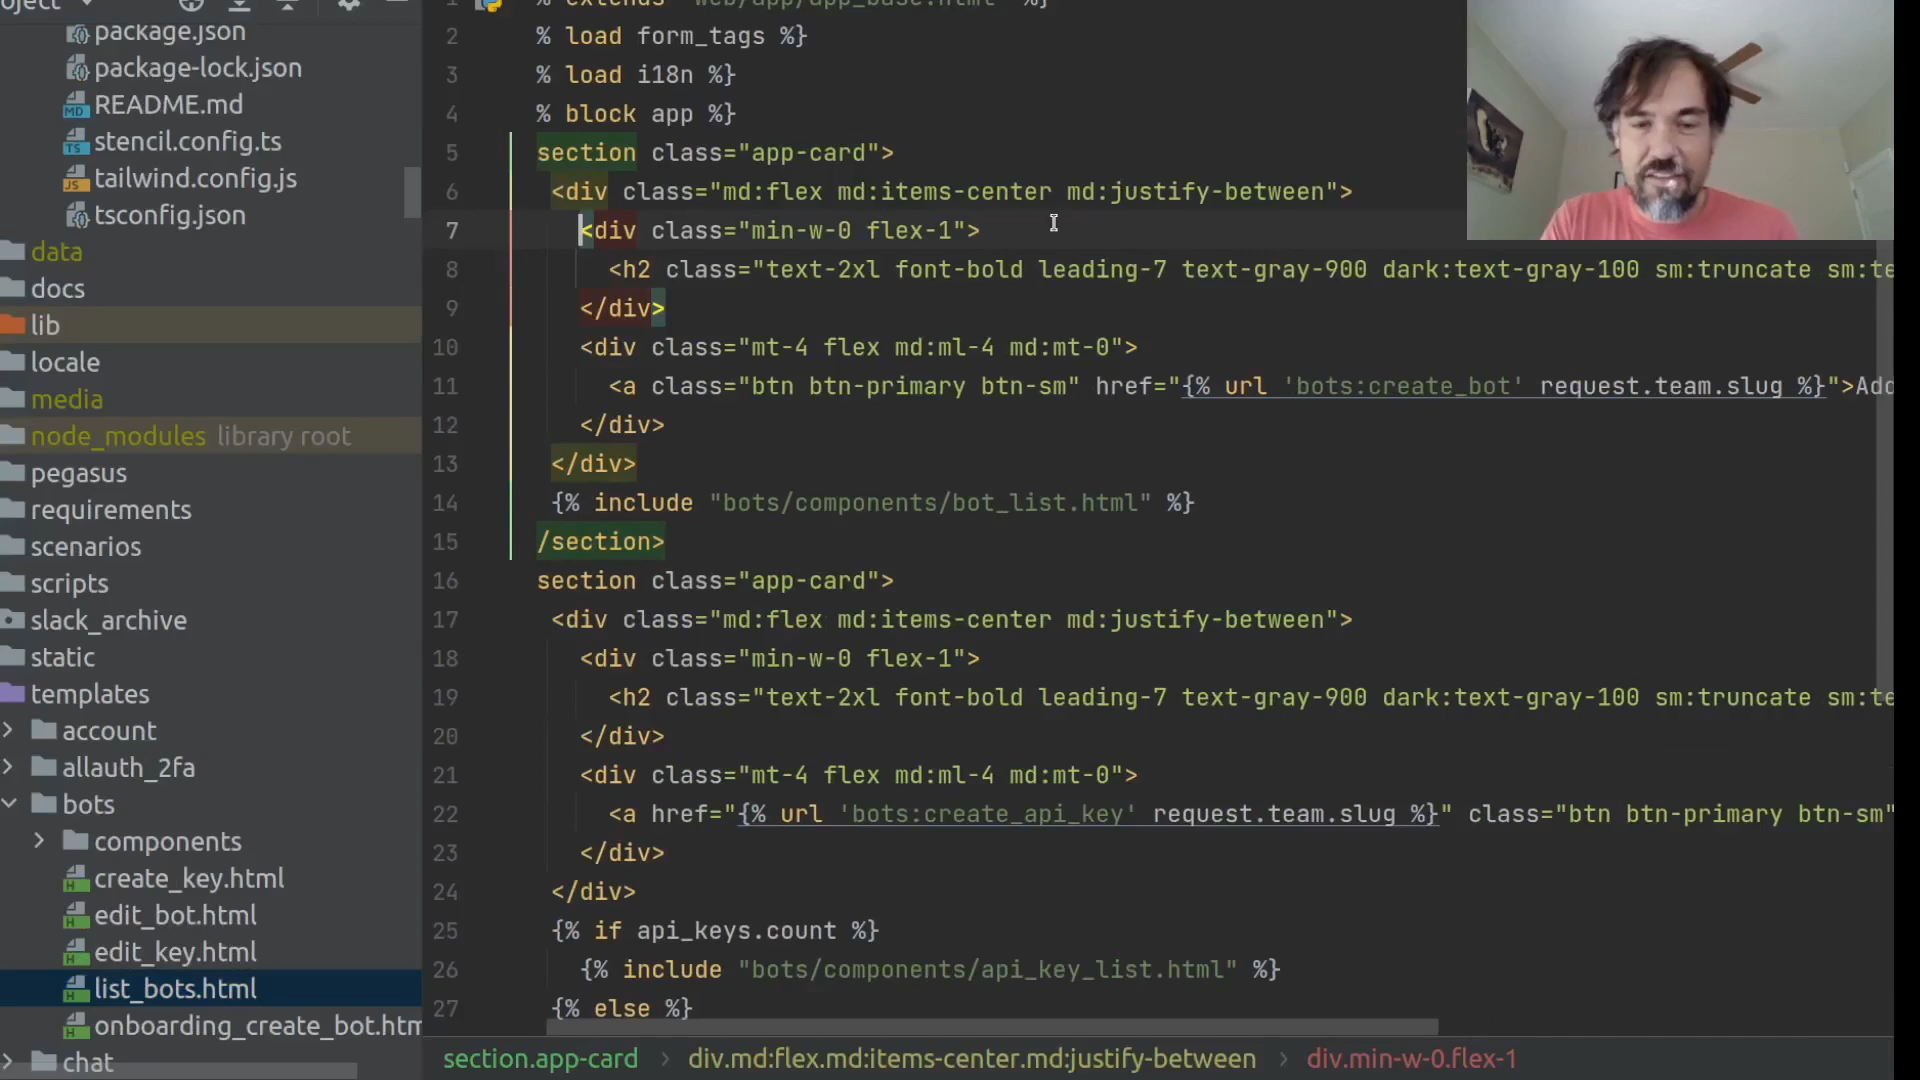 oject
package.json
package-lock.json
README.md
stencil.config.ts
tailwind.config.js
tsconfig.json
data
docs
lib
locale
media
node_modules library root
pegasus
requirements
scenarios
scripts
slack_archive
static
templates
account
allauth_2fa
bots
components
create_key.html
edit_bot.html
edit_key.html
list_bots.html
onboarding_create_bot.htm
chat
1 % extends "web/app/app_base.html" %}
2 % load form_tags %}
3 % load i18n %}
4 % block app %}
5 section class="app-card">
6 <div class="md:flex md:items-center md:justify-between">
7 <div class="min-w-0 flex-1">
8 <h2 class="text-2xl font-bold leading-7 text-gray-900 dark:text-gray-100 sm:truncate sm:te
9 </div>
10 <div class="mt-4 flex md:ml-4 md:mt-0">
11 <a class="btn btn-primary btn-sm" href="{% url 'bots:create_bot' request.team.slug %}">Add
12 </div>
13 </div>
14 {% include "bots/components/bot_list.html" %}
15 /section>
16 section class="app-card">
17 <div class="md:flex md:items-center md:justify-between">
18 <div class="min-w-0 flex-1">
19 <h2 class="text-2xl font-bold leading-7 text-gray-900 dark:text-gray-100 sm:truncate sm:te
20 </div>
21 <div class="mt-4 flex md:ml-4 md:mt-0">
22 <a href="{% url 'bots:create_api_key' request.team.slug %}" class="btn btn-primary btn-sm"
23 </div>
24 </div>
25 {% if api_keys.count %}
26 {% include "bots/components/api_key_list.html" %}
27 {% else %}
section.app-card > div.md:flex.md:items-center.md:justify-between > div.min-w-0.flex-1